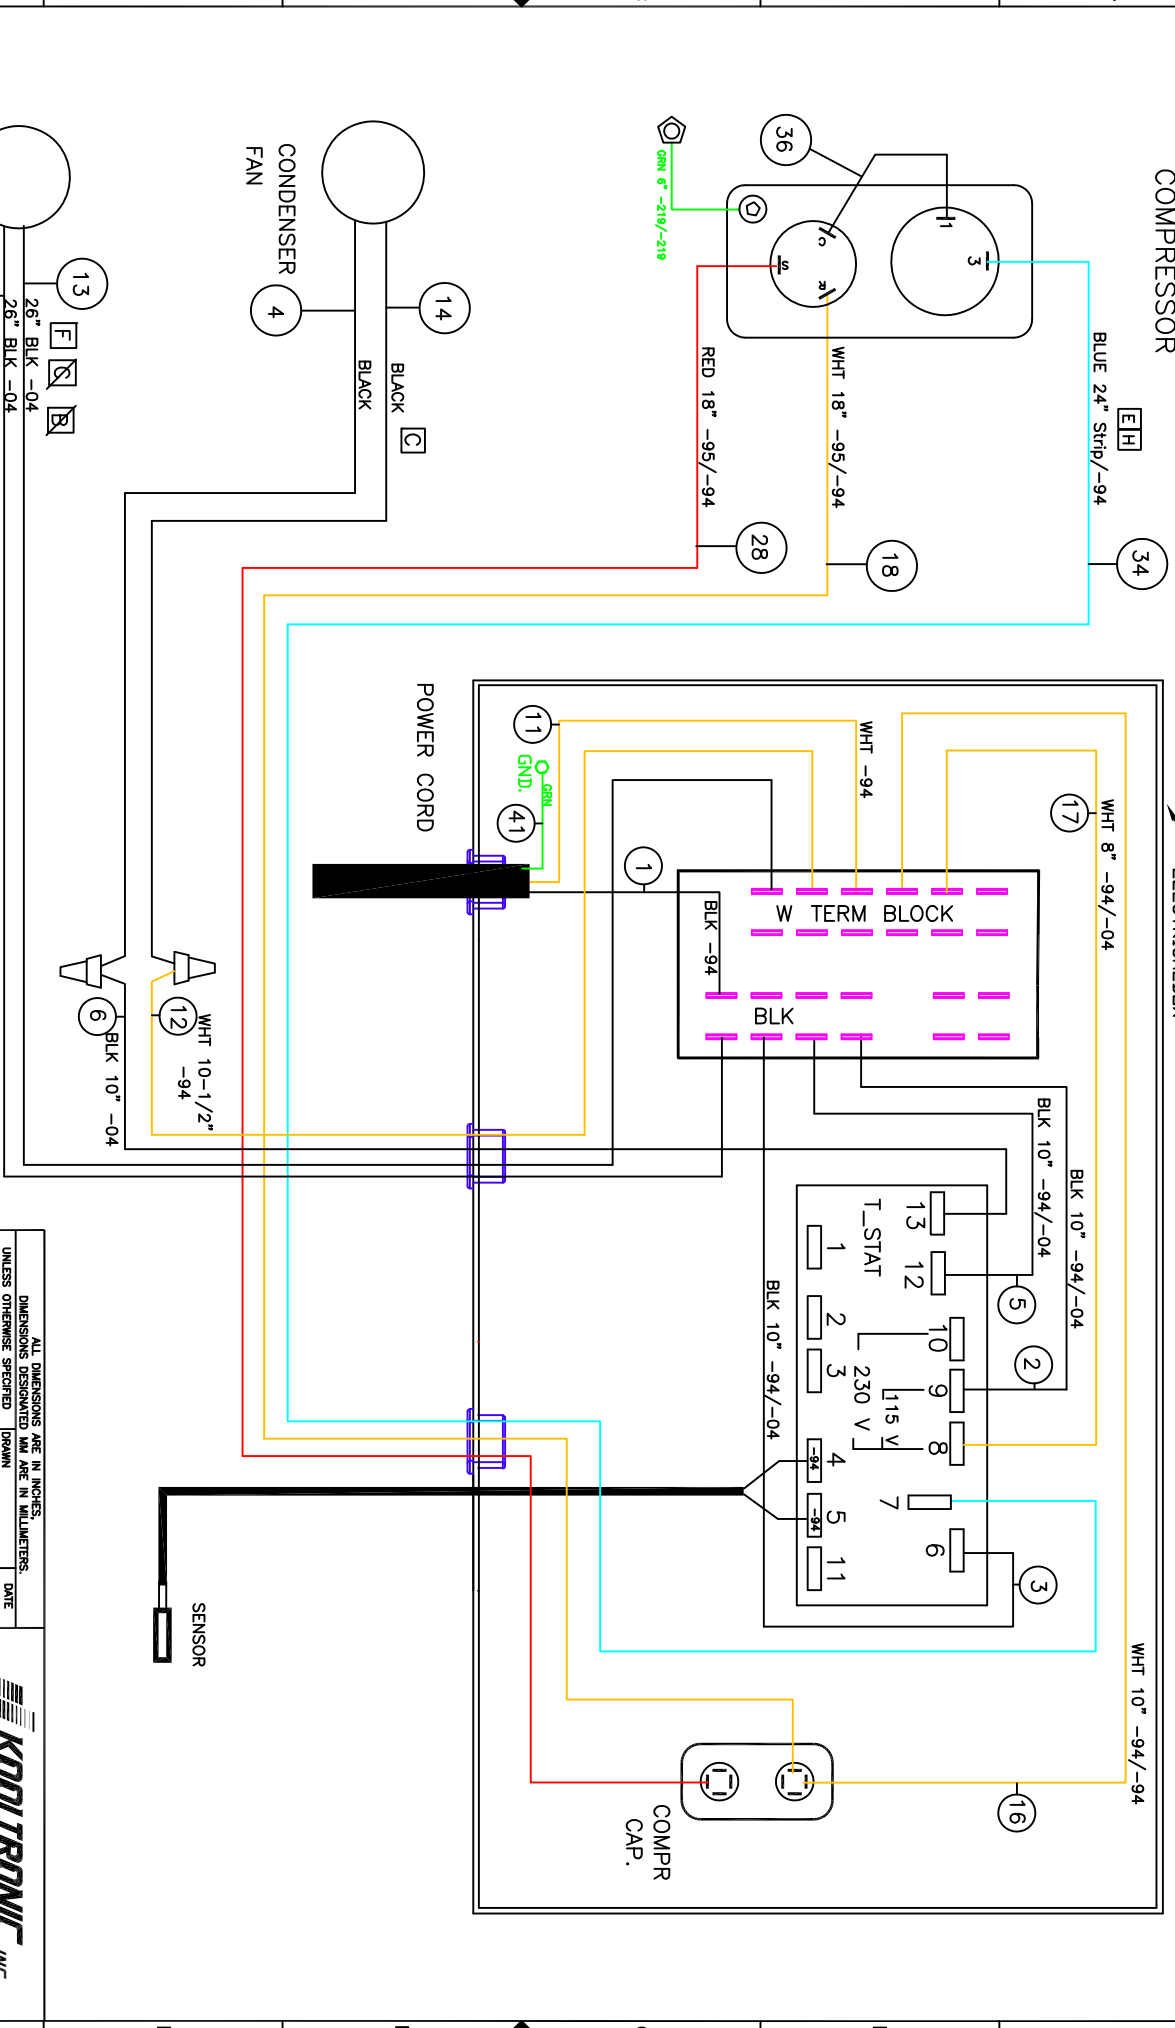 COMPRESSOR
36
GRN 6" -219/-219
1
3
C
S
R
CONDENSER
FAN
14
4
13
F
C
B
26" BLK -04
26" BLK -04
BLACK
BLACK
C
RED 18" -95/-94
WHT 18" -95/-94
BLUE 24" Strip/-94
E H
28
18
34
POWER CORD
11
GND.
GRN
41
1
WHT -94
17
WHT 8" -94/-04
W TERM BLOCK
BLK -94
BLK
6
12
WHT 10-1/2"
-94
BLK 10" -04
BLK 10" -94/-04
BLK 10" -94/-04
BLK 10" -94/-04
T_STAT
13
12
10
9
8
7
6
1
2
3
4
5
11
230 V
115 V
-94
-94
5
2
3
SENSOR
WHT 10" -94/-94
16
COMPR
CAP.
ALL DIMENSIONS ARE IN INCHES,
DIMENSIONS DESIGNATED MM ARE IN MILLIMETERS.
UNLESS OTHERWISE SPECIFIED
DRAWN
DATE
KOOLTRONIC